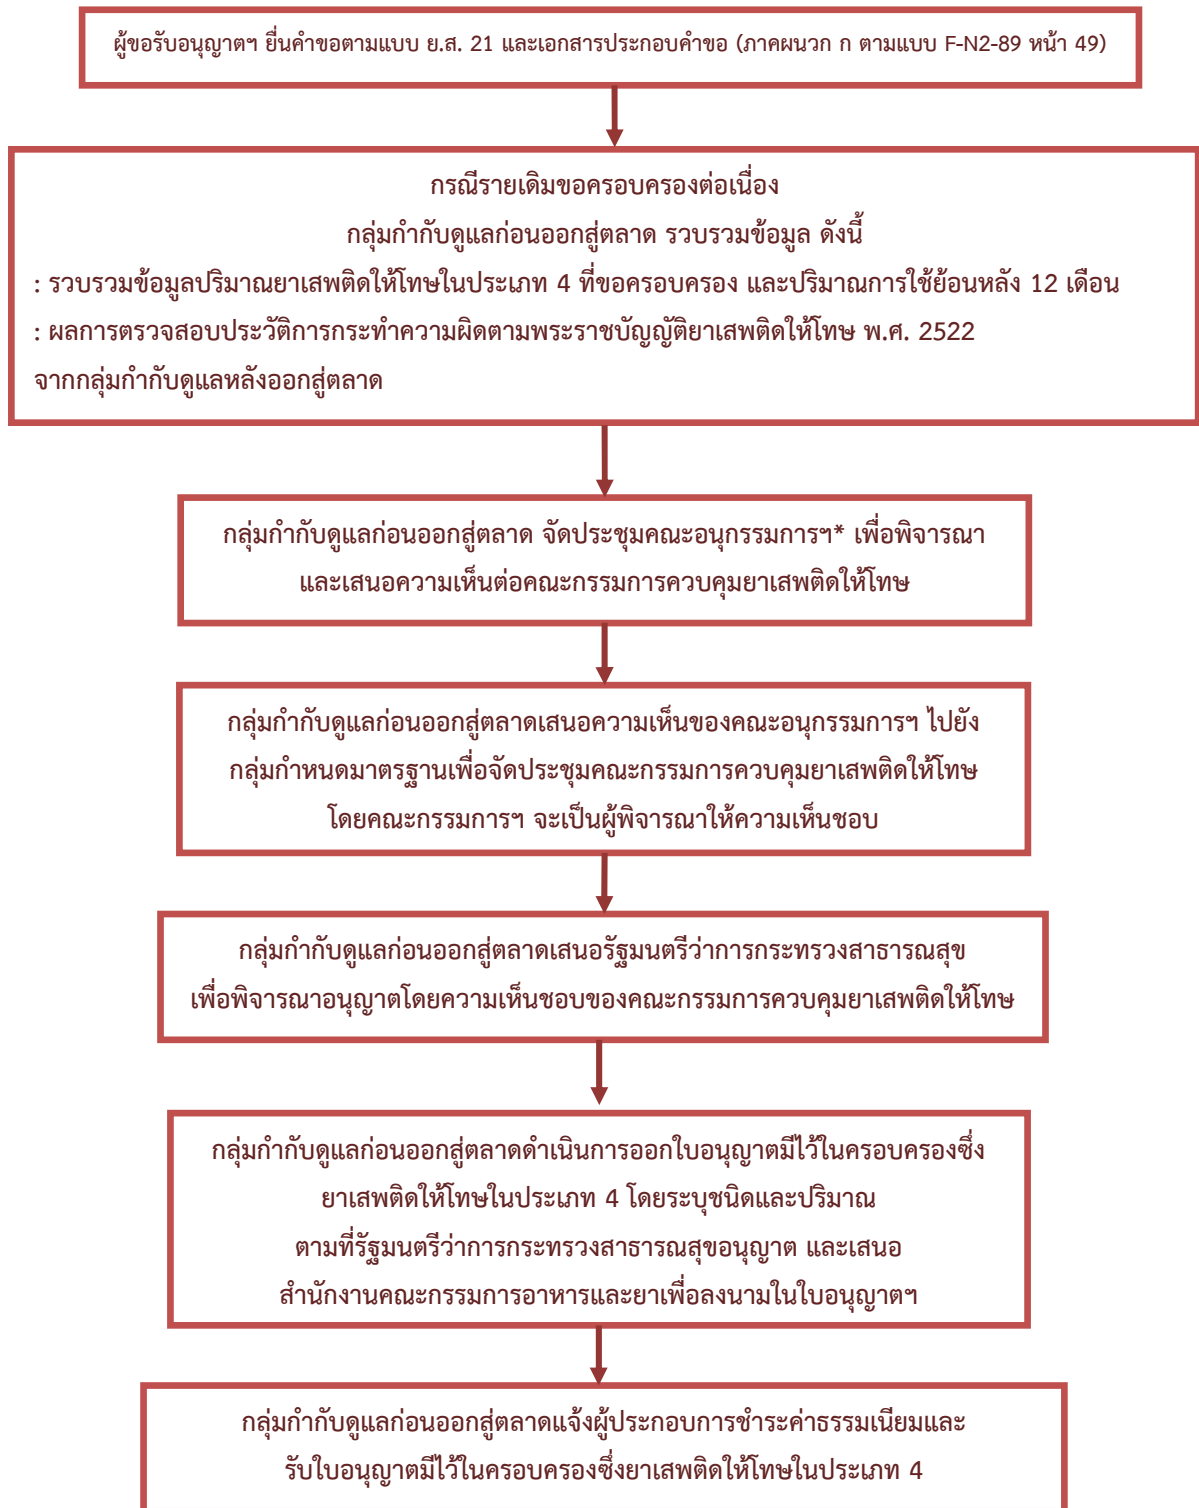 ผู้ขอรับอนุญาตฯ ยื่นคำขอตามแบบ ย.ส. 21 และเอกสารประกอบคำขอ (ภาคผนวก ก ตามแบบ F-N2-89 หน้า 49)
กรณีรายเดิมขอครอบครองต่อเนื่อง
กลุ่มกำกับดูแลก่อนออกสู่ตลาด รวบรวมข้อมูล ดังนี้
: รวบรวมข้อมูลปริมาณยาเสพติดให้โทษในประเภท 4 ที่ขอครอบครอง และปริมาณการใช้ย้อนหลัง 12 เดือน
: ผลการตรวจสอบประวัติการกระทำความผิดตามพระราชบัญญัติยาเสพติดให้โทษ พ.ศ. 2522
จากกลุ่มกำกับดูแลหลังออกสู่ตลาด
กลุ่มกำกับดูแลก่อนออกสู่ตลาด จัดประชุมคณะอนุกรรมการฯ* เพื่อพิจารณา
และเสนอความเห็นต่อคณะกรรมการควบคุมยาเสพติดให้โทษ
กลุ่มกำกับดูแลก่อนออกสู่ตลาดเสนอความเห็นของคณะอนุกรรมการฯ ไปยัง
กลุ่มกำหนดมาตรฐานเพื่อจัดประชุมคณะกรรมการควบคุมยาเสพติดให้โทษ
โดยคณะกรรมการฯ จะเป็นผู้พิจารณาให้ความเห็นชอบ
กลุ่มกำกับดูแลก่อนออกสู่ตลาดเสนอรัฐมนตรีว่าการกระทรวงสาธารณสุข
เพื่อพิจารณาอนุญาตโดยความเห็นชอบของคณะกรรมการควบคุมยาเสพติดให้โทษ
กลุ่มกำกับดูแลก่อนออกสู่ตลาดดำเนินการออกใบอนุญาตมีไว้ในครอบครองซึ่ง
ยาเสพติดให้โทษในประเภท 4 โดยระบุชนิดและปริมาณ
ตามที่รัฐมนตรีว่าการกระทรวงสาธารณสุขอนุญาต และเสนอ
สำนักงานคณะกรรมการอาหารและยาเพื่อลงนามในใบอนุญาตฯ
กลุ่มกำกับดูแลก่อนออกสู่ตลาดแจ้งผู้ประกอบการชำระค่าธรรมเนียมและ
รับใบอนุญาตมีไว้ในครอบครองซึ่งยาเสพติดให้โทษในประเภท 4